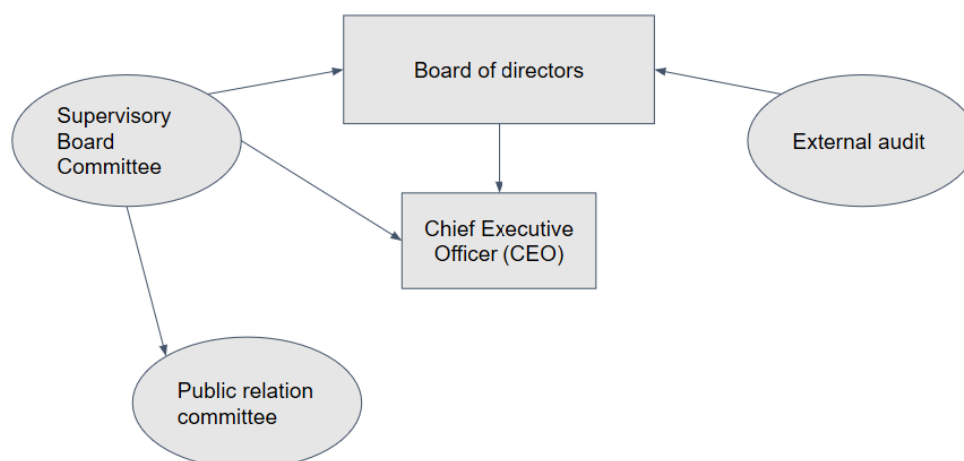 Board of directors
Supervisory
Board
Committee
External audit
Chief Executive
Officer (CEO)
Public relation
committee